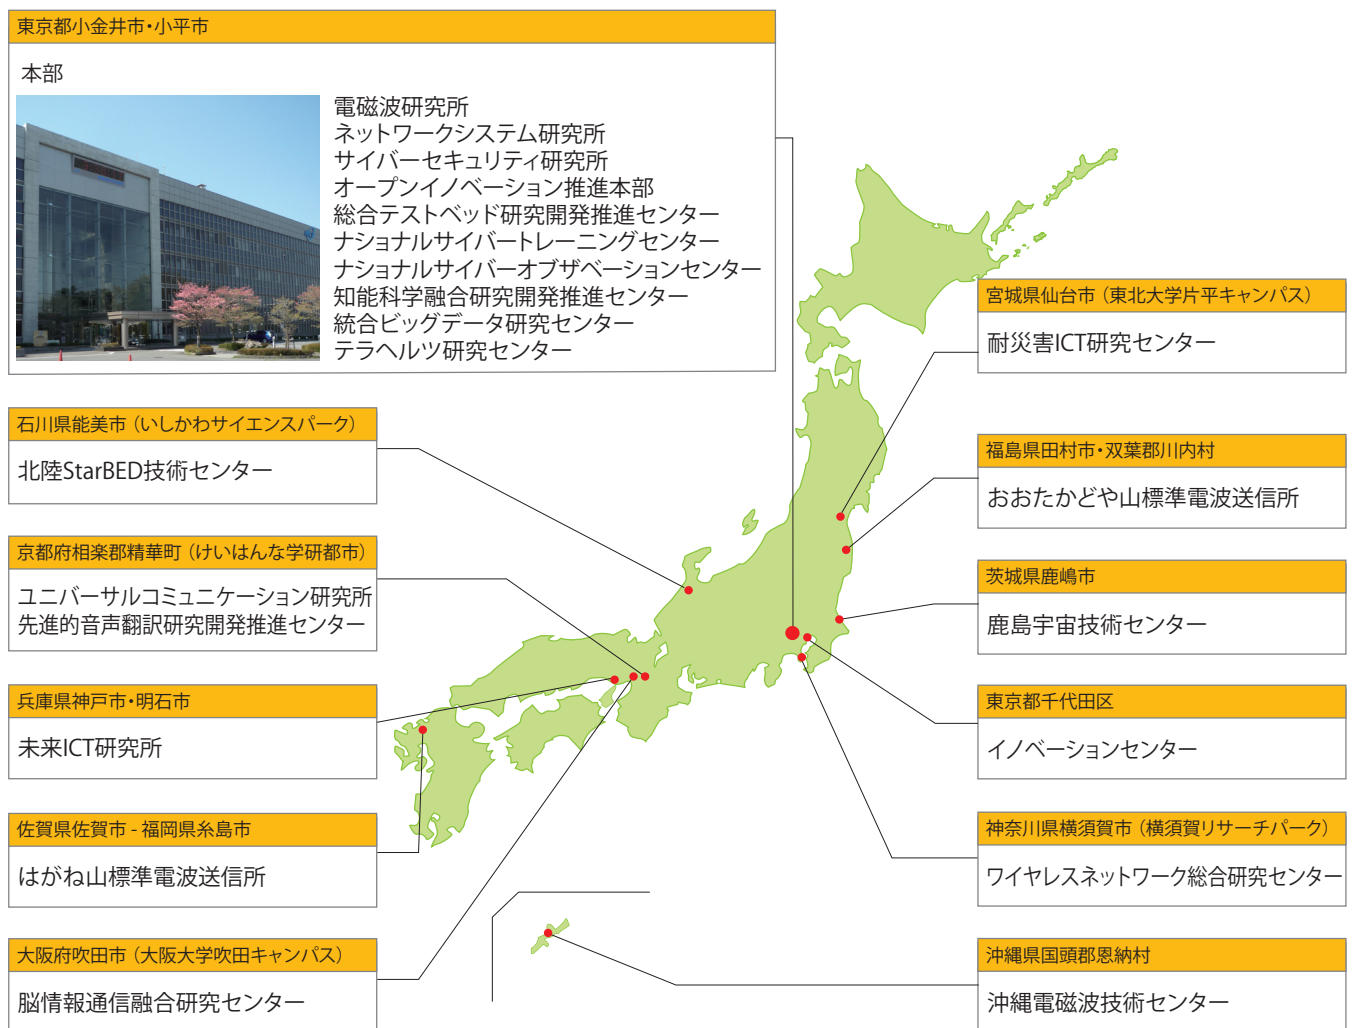 東京都小金井市・小平市
本部
電磁波研究所
ネットワークシステム研究所
サイバーセキュリティ研究所
オープンイノベーション推進本部
総合テストベッド研究開発推進センター
ナショナルサイバートレーニングセンター
ナショナルサイバーオブザベーションセンター
知能科学融合研究開発推進センター
統合ビッグデータ研究センター
テラヘルツ研究センター
石川県能美市（いしかわサイエンスパーク）
北陸StarBED技術センター
京都府相楽郡精華町（けいはんな学研都市）
ユニバーサルコミュニケーション研究所
先進的音声翻訳研究開発推進センター
兵庫県神戸市・明石市
未来ICT研究所
佐賀県佐賀市 - 福岡県糸島市
はがね山標準電波送信所
大阪府吹田市（大阪大学吹田キャンパス）
脳情報通信融合研究センター
宮城県仙台市（東北大学片平キャンパス）
耐災害ICT研究センター
福島県田村市・双葉郡川内村
おおたかどや山標準電波送信所
茨城県鹿嶋市
鹿島宇宙技術センター
東京都千代田区
イノベーションセンター
神奈川県横須賀市（横須賀リサーチパーク）
ワイヤレスネットワーク総合研究センター
沖縄県国頭郡恩納村
沖縄電磁波技術センター